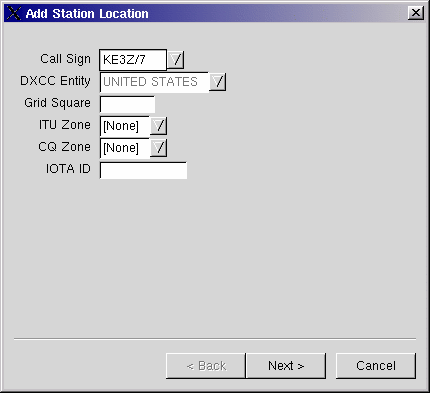 Add Station Location
Call Sign KE3Z/7
DXCC Entity UNITED STATES
Grid Square
ITU Zone [None]
CQ Zone [None]
IOTA ID
< Back Next > Cancel